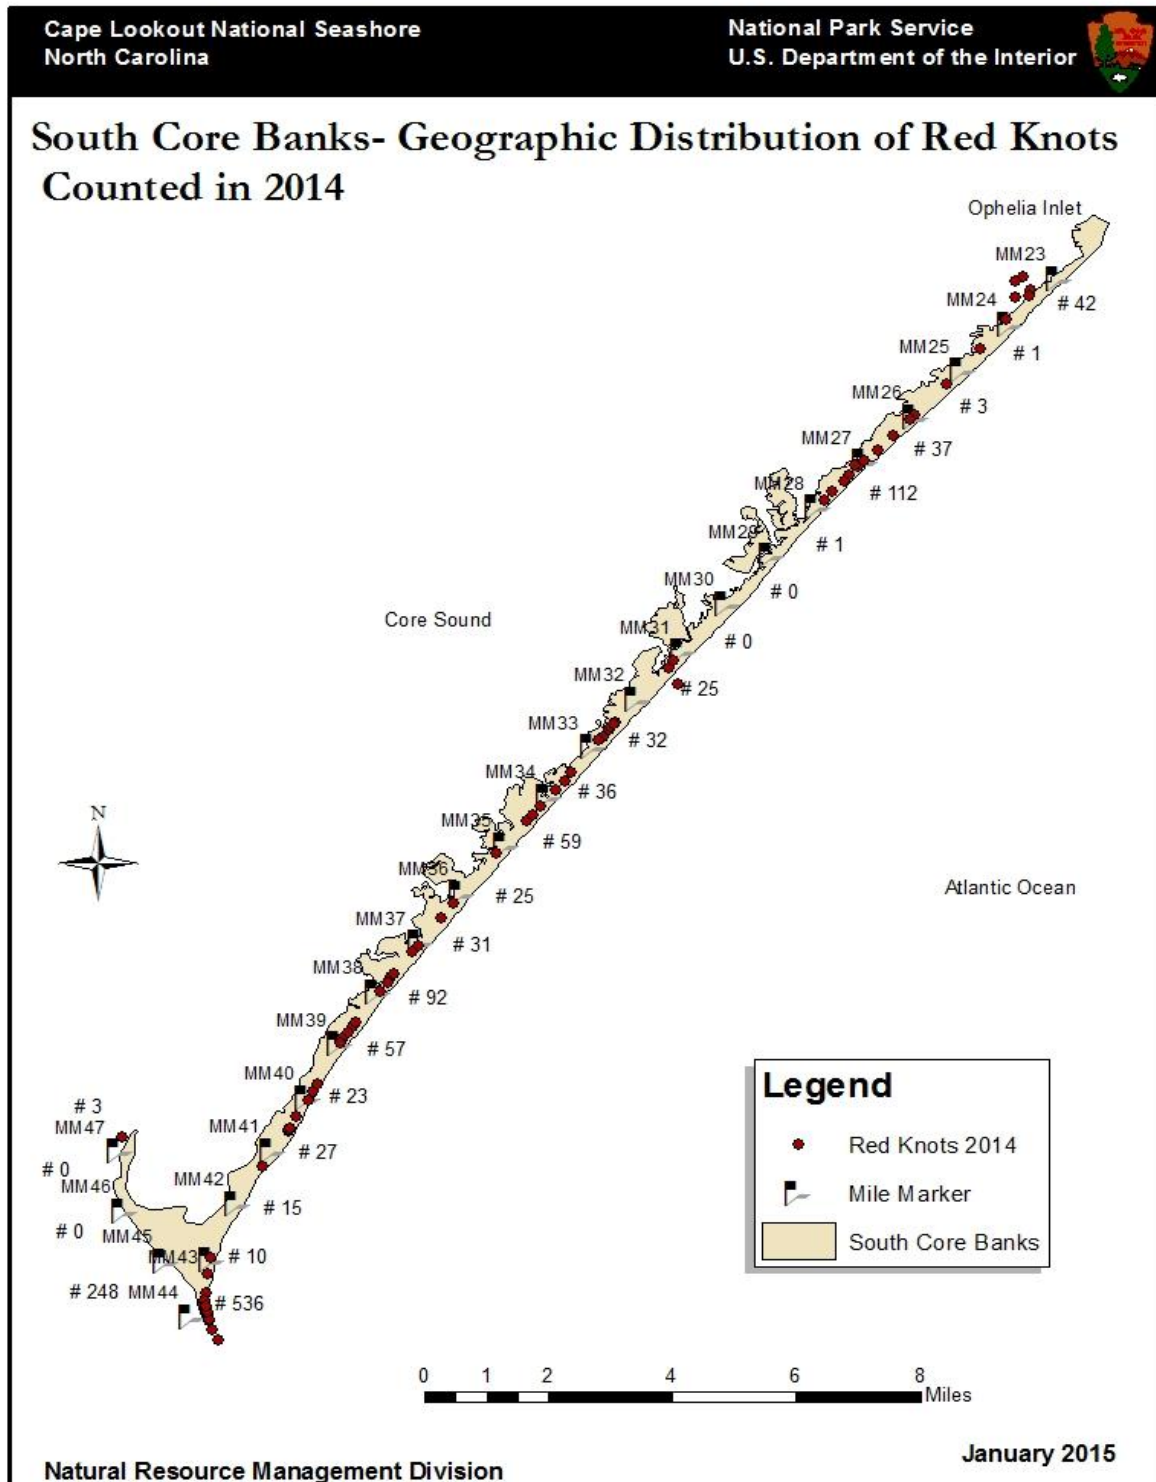 Cape Lookout National Seashore
North Carolina
National Park Service
U.S. Department of the Interior
South Core Banks- Geographic Distribution of Red Knots
Counted in 2014
Ophelia Inlet
MM23
# 42
MM24
# 1
MM25
# 3
MM26
# 37
MM27
# 112
MM28
# 1
MM29
# 0
MM30
# 0
Core Sound
MM31
# 25
MM32
# 32
MM33
# 36
MM34
# 59
MM35
# 25
MM36
# 31
MM37
# 92
MM38
# 57
MM39
# 23
MM40
# 27
MM41
# 15
MM42
# 10
MM43
# 536
MM44
# 248
MM45
# 0
MM46
# 0
MM47
# 3
N
Atlantic Ocean
Legend
Red Knots 2014
Mile Marker
South Core Banks
0 1 2 4 6 8
Miles
January 2015
Natural Resource Management Division